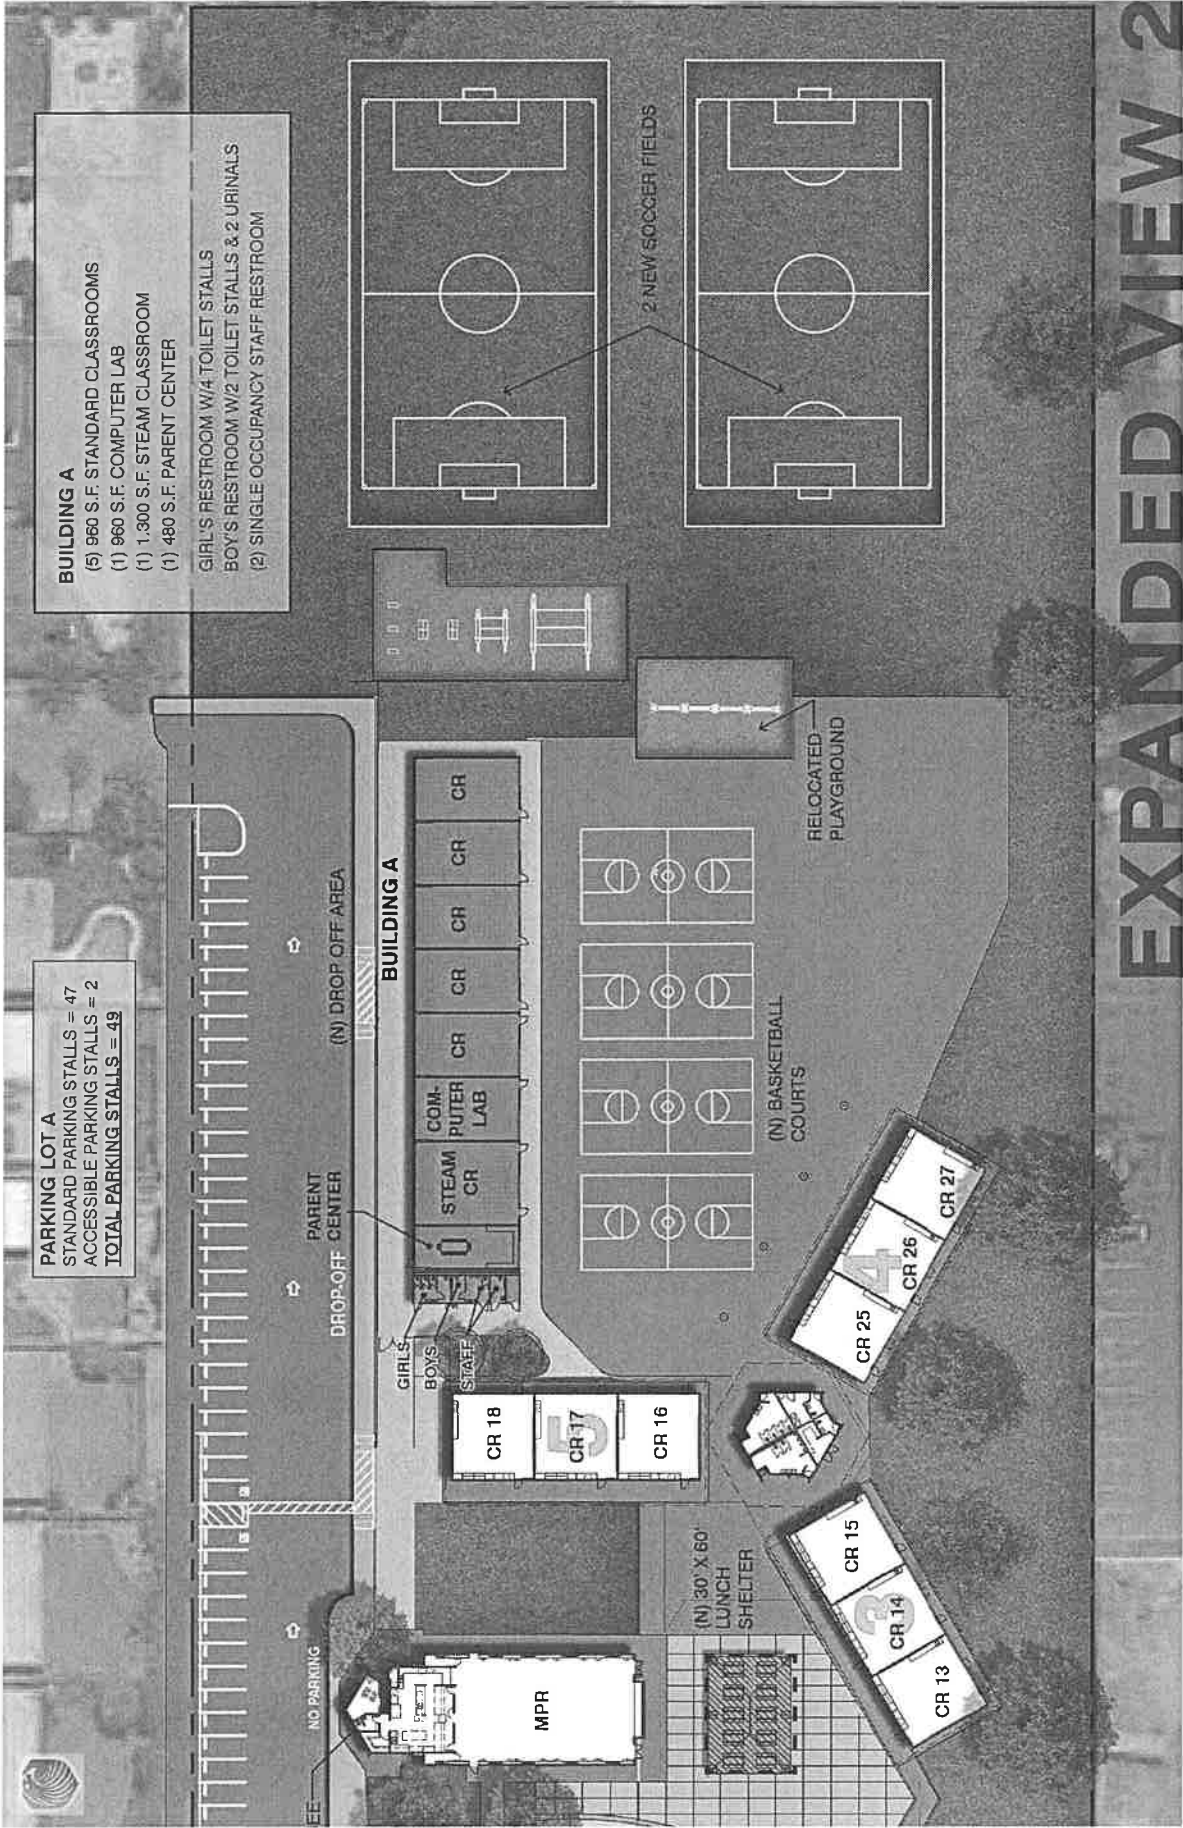 PARKING LOT A
STANDARD PARKING STALLS = 47
ACCESSIBLE PARKING STALLS = 2
TOTAL PARKING STALLS = 49
BUILDING A
(5) 960 S.F. STANDARD CLASSROOMS
(1) 960 S.F. COMPUTER LAB
(1) 1.300 S.F. STEAM CLASSROOM
(1) 480 S.F. PARENT CENTER
GIRL'S RESTROOM W/4 TOILET STALLS
BOY'S RESTROOM W/2 TOILET STALLS & 2 URINALS
(2) SINGLE OCCUPANCY STAFF RESTROOM
EE
NO PARKING
DROP-OFF
PARENT
CENTER
(N) DROP OFF AREA
BUILDING A
GIRLS
BOYS
STAFF
STEAM
CR
COM-
PUTER
LAB
CR
CR
CR
CR
CR
MPR
CR 18
CR 17
5
CR 16
2 NEW SOCCER FIELDS
(N) 30' X 60'
LUNCH
SHELTER
(N) BASKETBALL
COURTS
RELOCATED
PLAYGROUND
CR 13
CR 14
3
CR 15
CR 25
CR 26
4
CR 27
EXPANDED VIEW 2